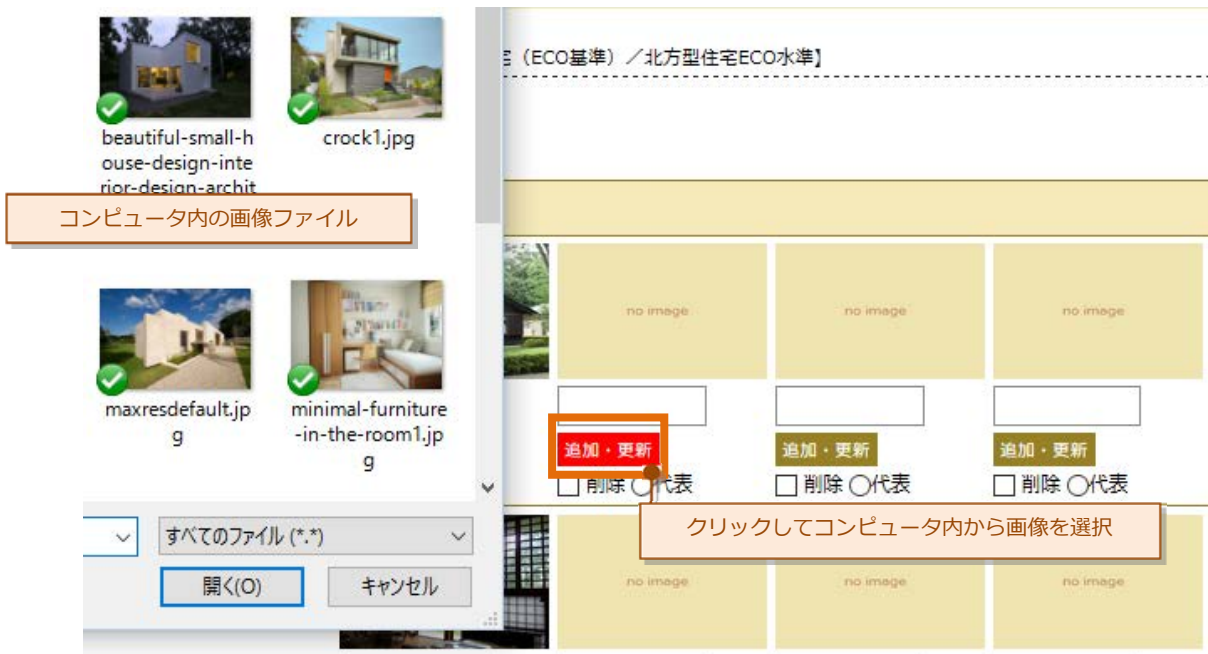 beautiful-small-h
ouse-design-inte
rior-design-archit
crock1.jpg
コンピュータ内の画像ファイル
maxresdefault.jp
g
minimal-furniture
-in-the-room1.jp
g
すべてのファイル (*.*)
開く(O)
キャンセル
(ECO基準)／北方型住宅ECO水準】
no image
no image
no image
追加・更新
追加・更新
追加・更新
削除
代表
削除
代表
削除
代表
クリックしてコンピュータ内から画像を選択
no image
no image
no image